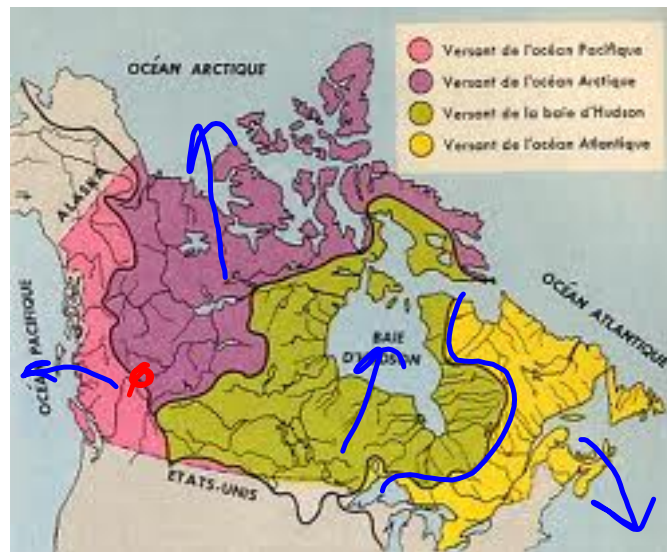 OCÉAN ARCTIQUE
Versant de l'océan Pacifique
Versant de l'océan Arctique
Versant de la baie d'Hudson
Versant de l'océan Atlantique
ALASKA
OCÉAN PACIFIQUE
OCÉAN ATLANTIQUE
BAIE
D'HUDSON
ETATS-UNIS